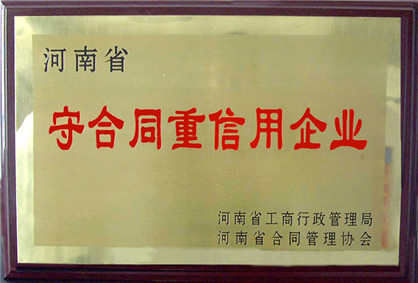 河南省
守合同重信用企业
河南省工商行政管理局
河南省合同管理协会